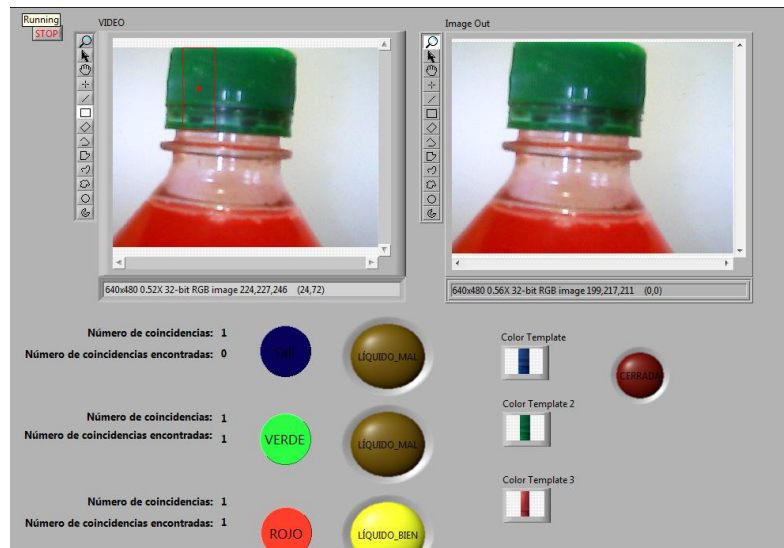 Running
STOP
VIDEO
Image Out
640x480 0.52X 32-bit RGB image 224,227,246 (24,72)
640x480 0.56X 32-bit RGB image 199,217,211 (0,0)
Número de coincidencias: 1
Número de coincidencias encontradas: 0
LÍQUIDO_MAL
Color Template
CERRADA
Número de coincidencias: 1
Número de coincidencias encontradas: 1
VERDE
LÍQUIDO_MAL
Color Template 2
Número de coincidencias: 1
Número de coincidencias encontradas: 1
ROJO
LÍQUIDO_BIEN
Color Template 3